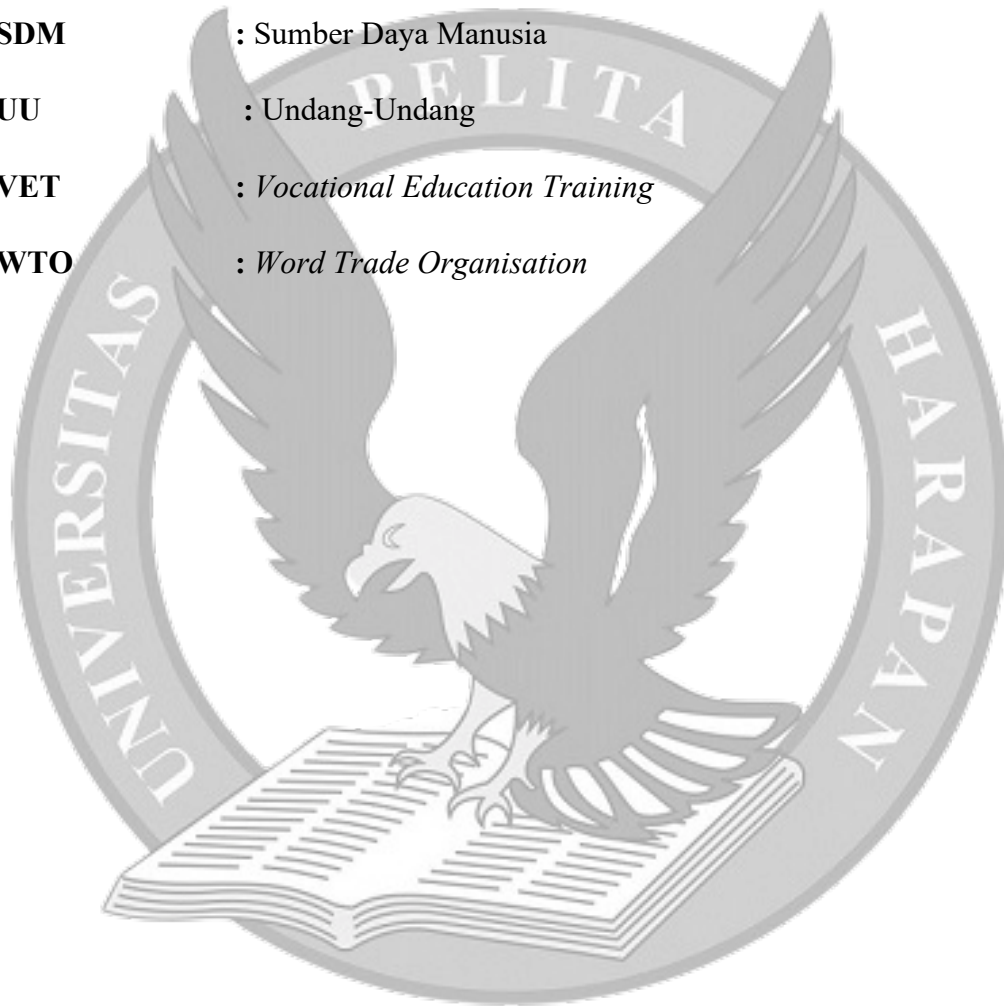 SDM : Sumber Daya Manusia
UU : Undang-Undang
VET : Vocational Education Training
WTO : Word Trade Organisation
UNIVERSITAS PELITA HARAPAN